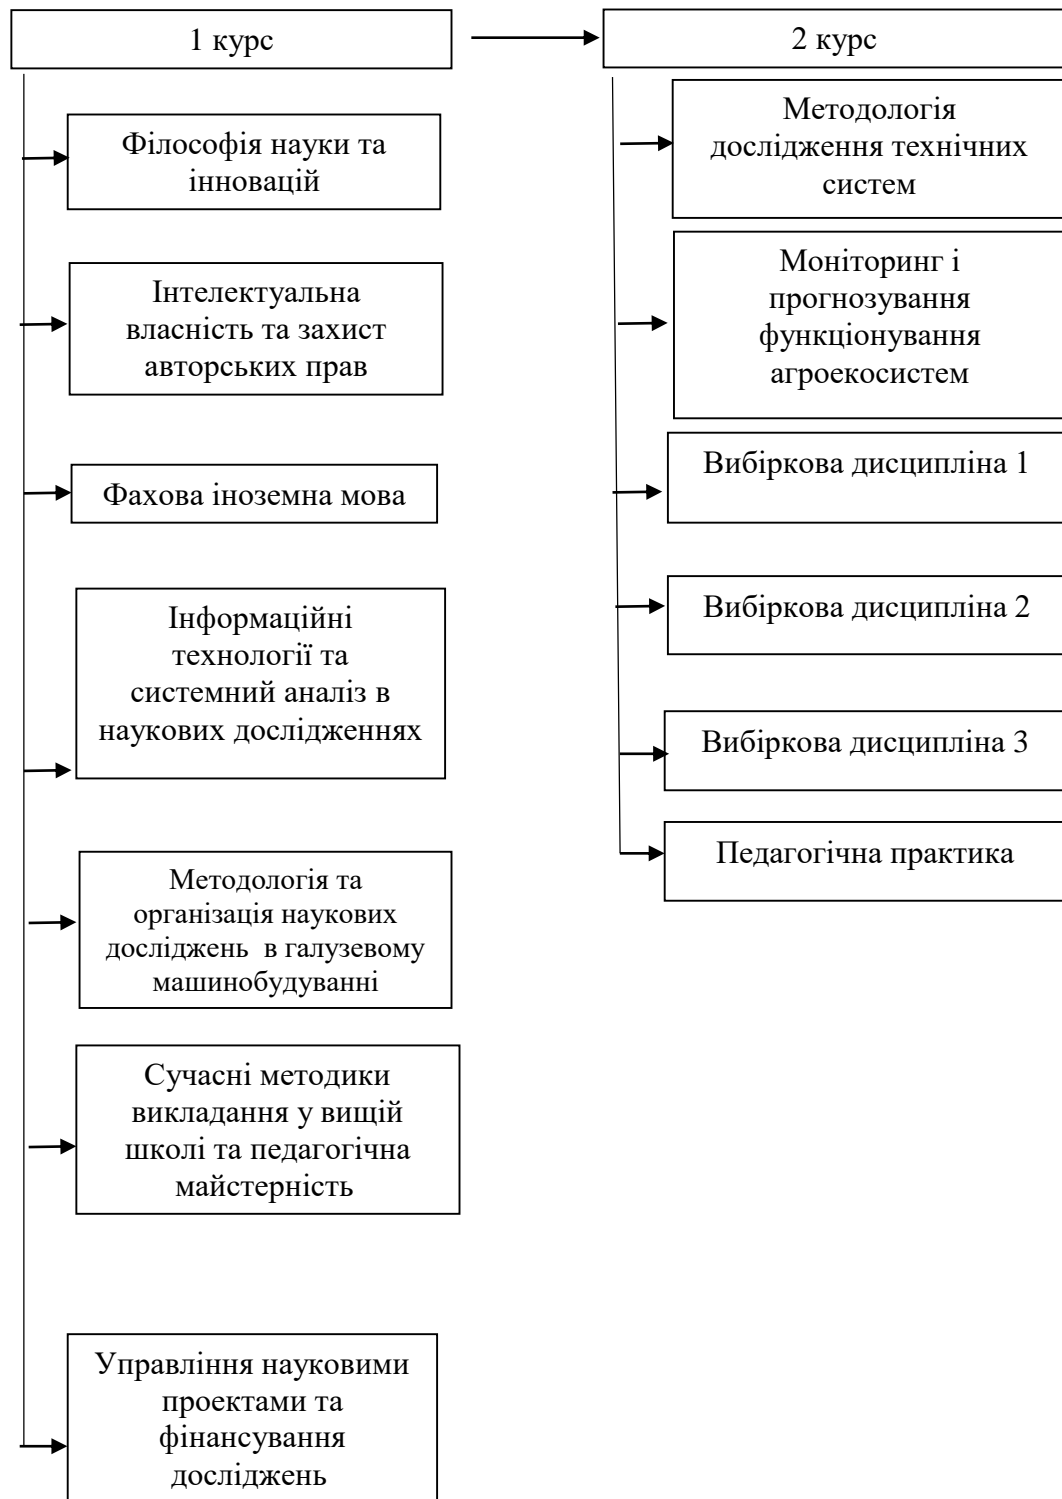 1 курс
2 курс
Філософія науки та
інновацій
Інтелектуальна
власність та захист
авторських прав
Фахова іноземна мова
Інформаційні
технології та
системний аналіз в
наукових дослідженнях
Методологія та
організація наукових
досліджень в галузевому
машинобудуванні
Сучасні методики
викладання у вищій
школі та педагогічна
майстерність
Управління науковими
проектами та
фінансування
досліджень
Методологія
дослідження технічних
систем
Моніторинг і
прогнозування
функціонування
агроекосистем
Вибіркова дисципліна 1
Вибіркова дисципліна 2
Вибіркова дисципліна 3
Педагогічна практика